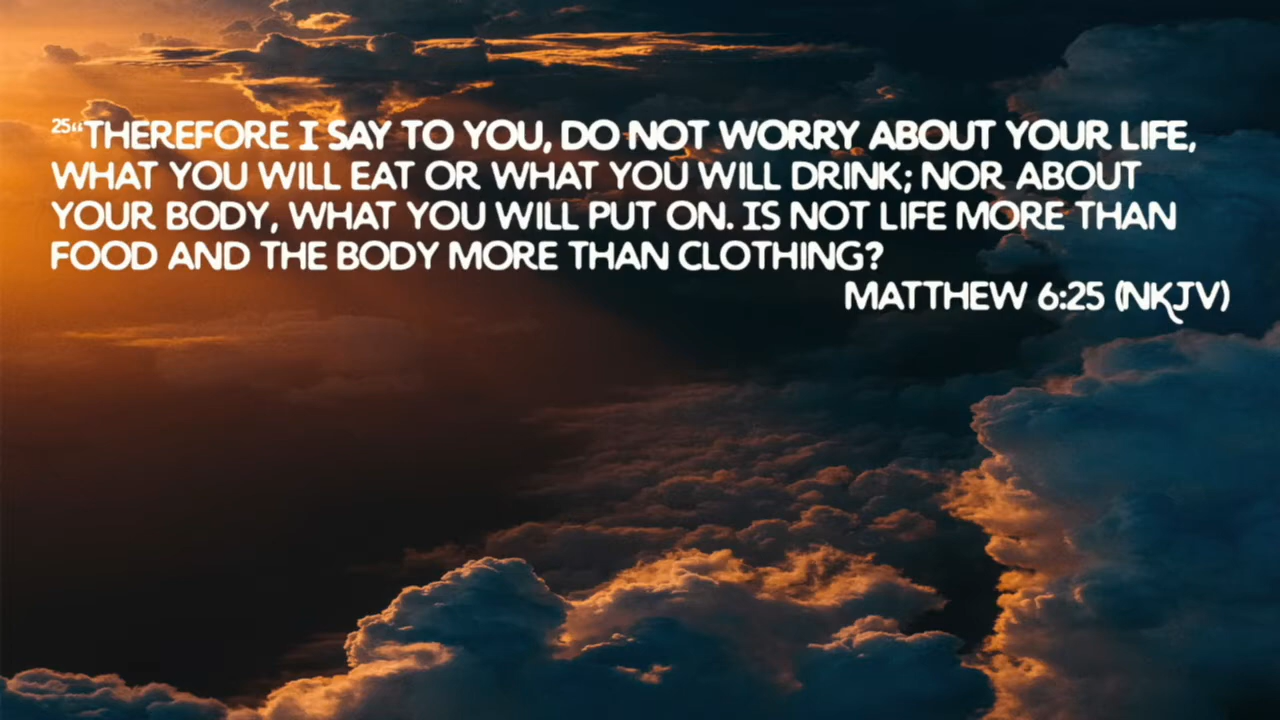 25“THEREFORE I SAY TO YOU, DO NOT WORRY ABOUT YOUR LIFE,
WHAT YOU WILL EAT OR WHAT YOU WILL DRINK; NOR ABOUT
YOUR BODY, WHAT YOU WILL PUT ON. IS NOT LIFE MORE THAN
FOOD AND THE BODY MORE THAN CLOTHING?
MATTHEW 6:25 (NKJV)